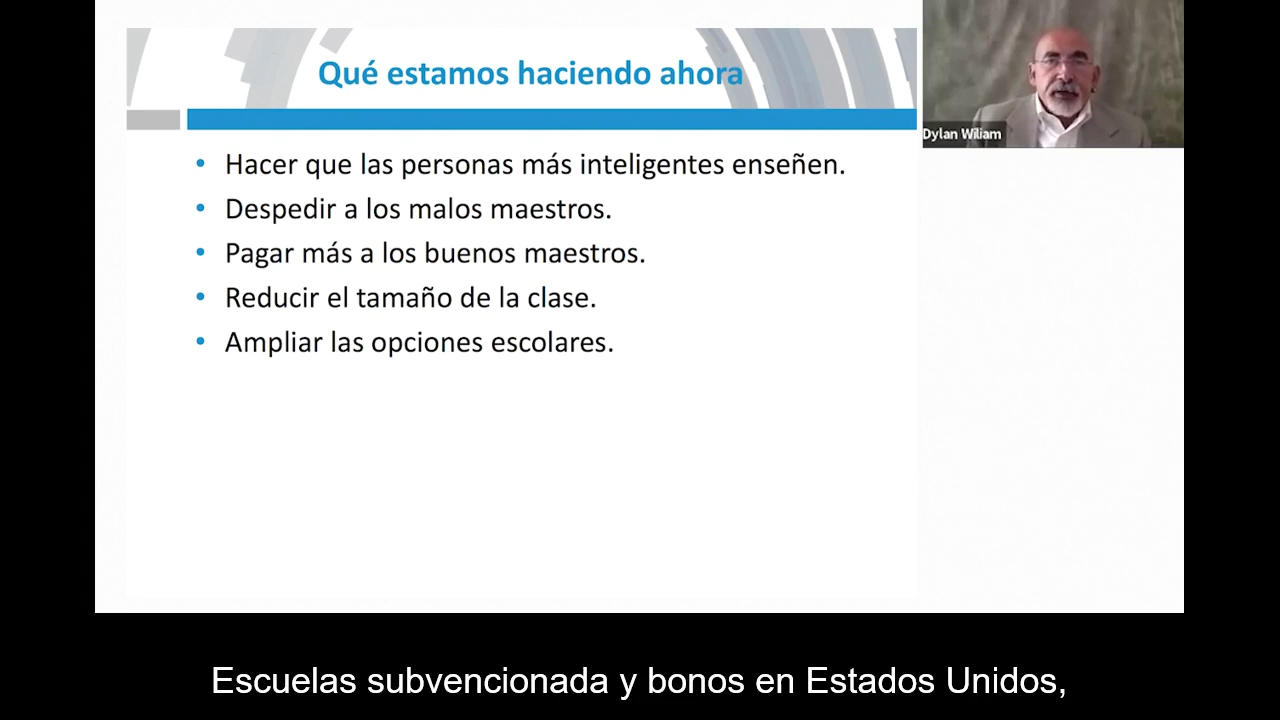 Qué estamos haciendo ahora
Dylan Wiliam
• Hacer que las personas más inteligentes enseñen.
• Despedir a los malos maestros.
• Pagar más a los buenos maestros.
• Reducir el tamaño de la clase.
• Ampliar las opciones escolares.
Escuelas subvencionada y bonos en Estados Unidos,